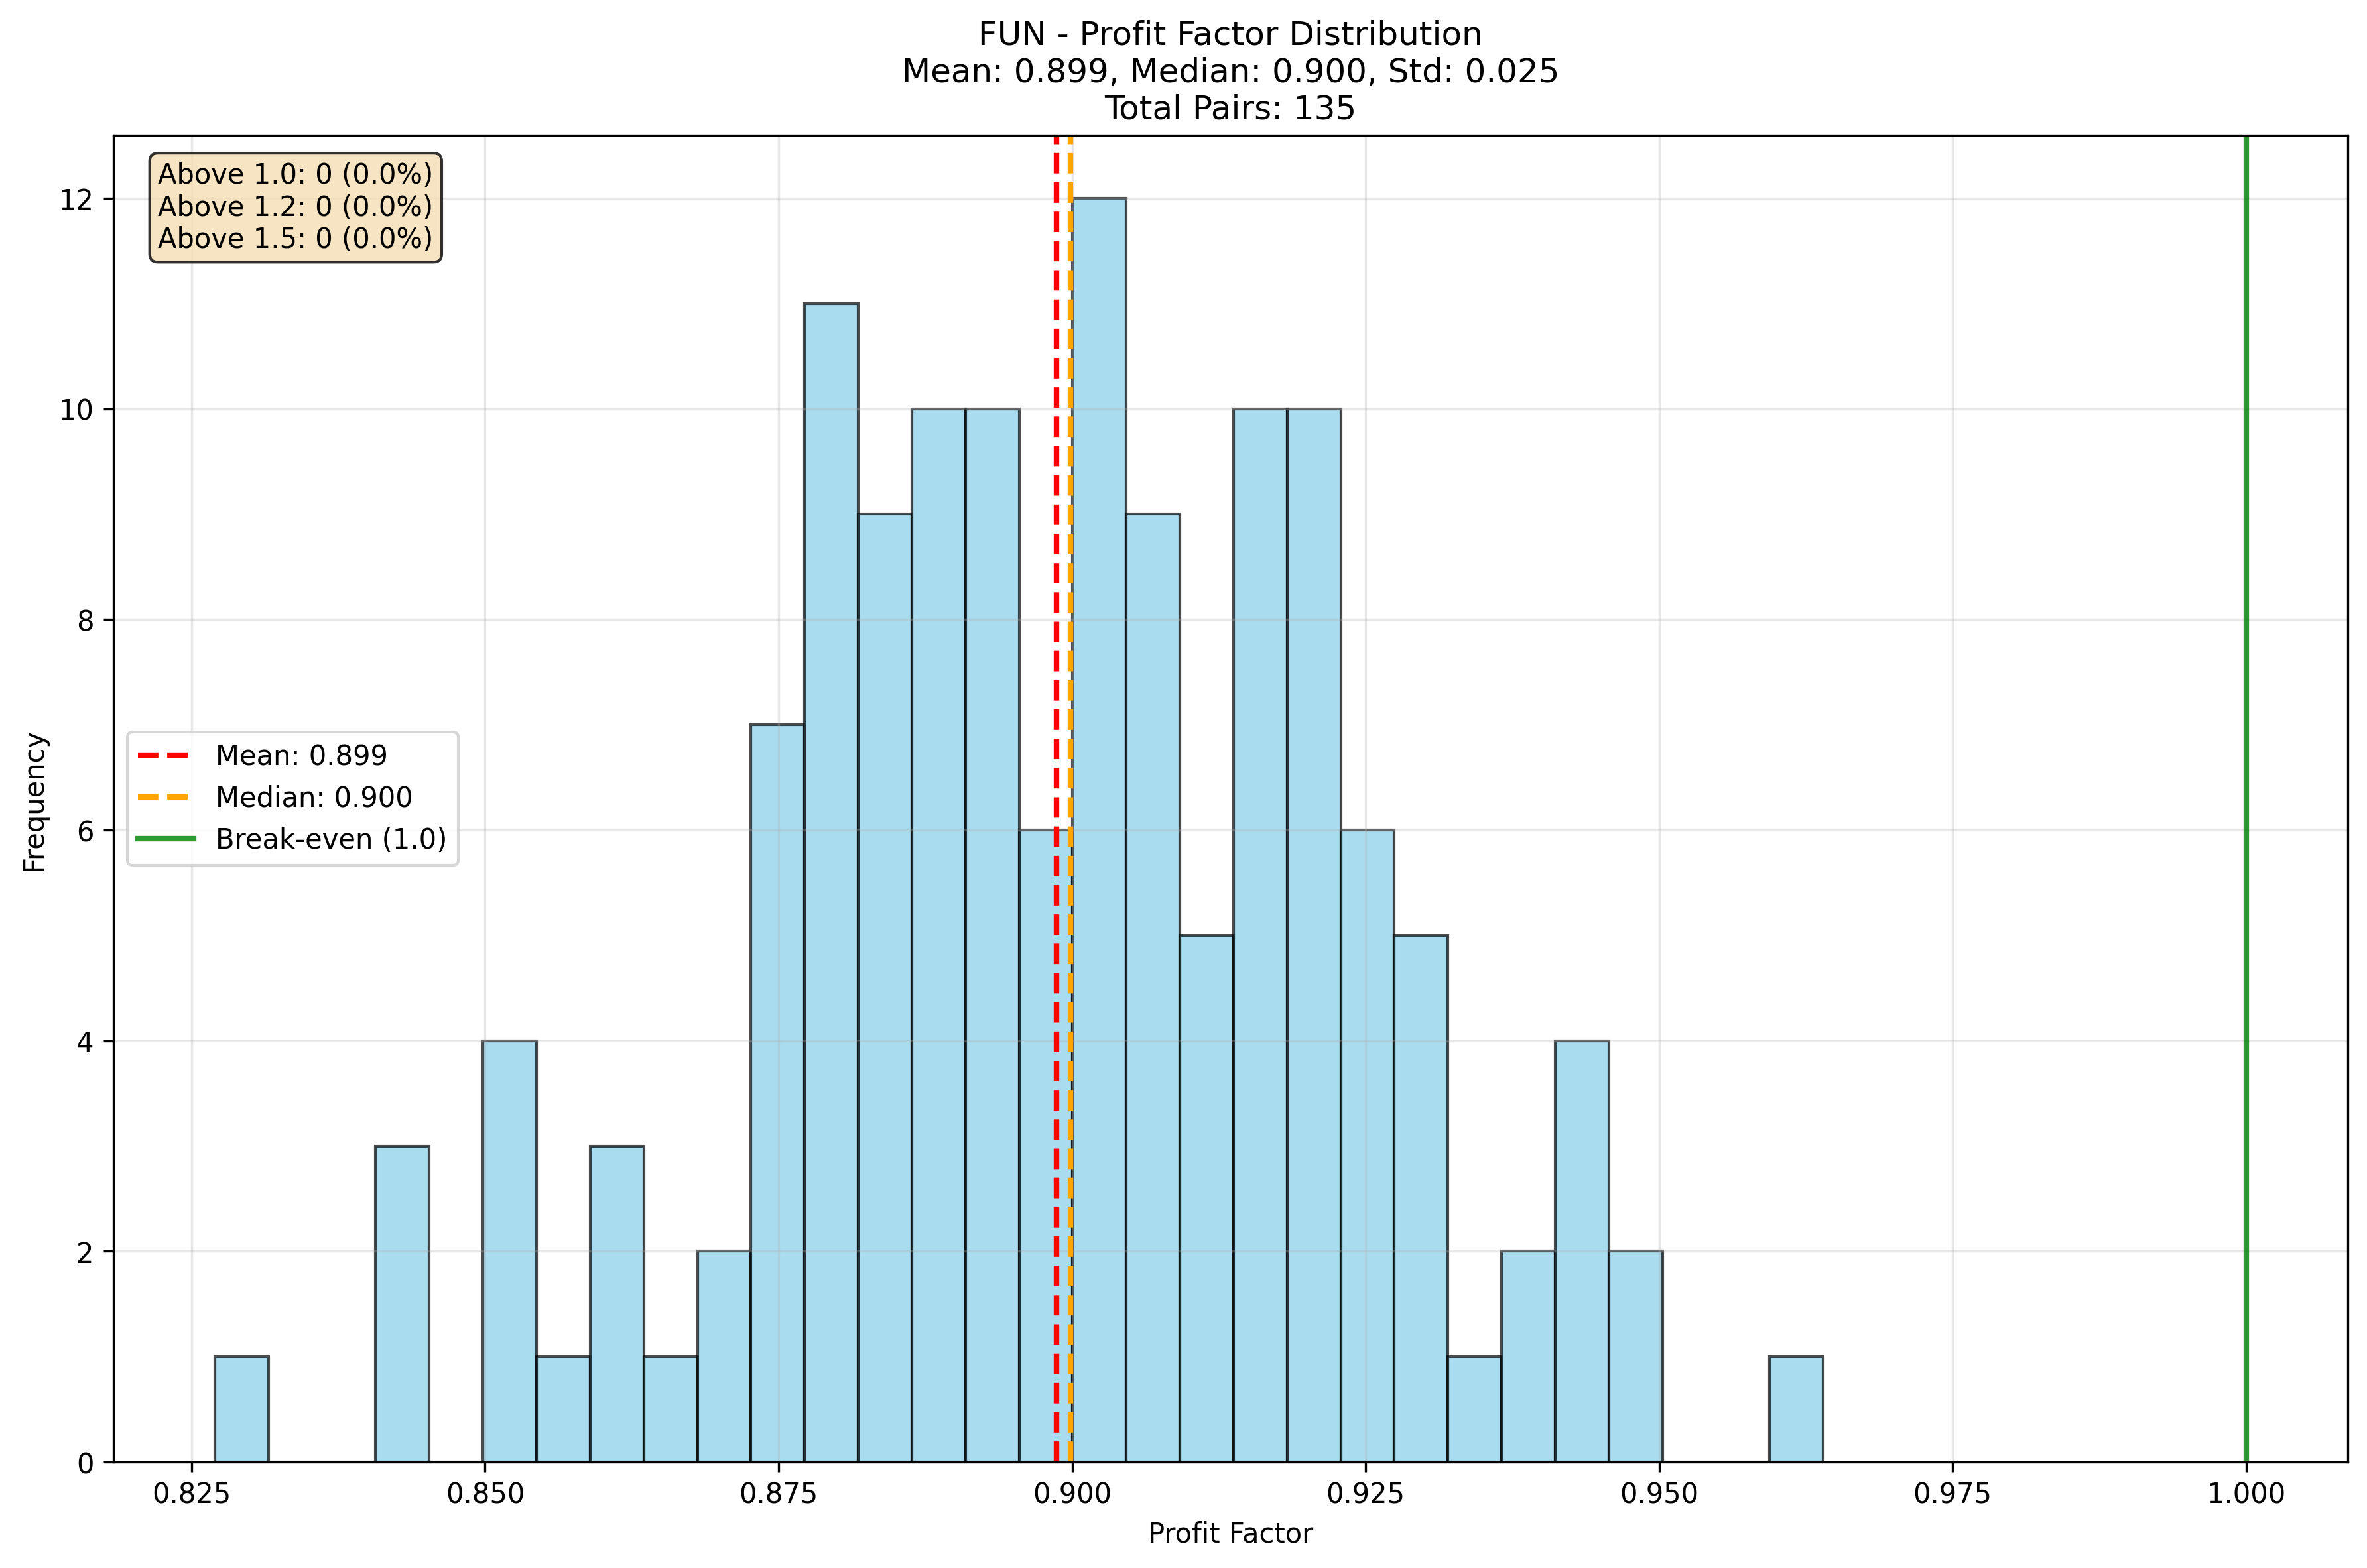 FUN - Profit Factor Distribution
Mean: 0.899, Median: 0.900, Std: 0.025
Total Pairs: 135
Above 1.0: 0 (0.0%)
Above 1.2: 0 (0.0%)
Above 1.5: 0 (0.0%)
Mean: 0.899
Median: 0.900
Break-even (1.0)
Frequency
12
10
8
6
4
2
0
0.825 0.850 0.875 0.900 0.925 0.950 0.975 1.000
Profit Factor